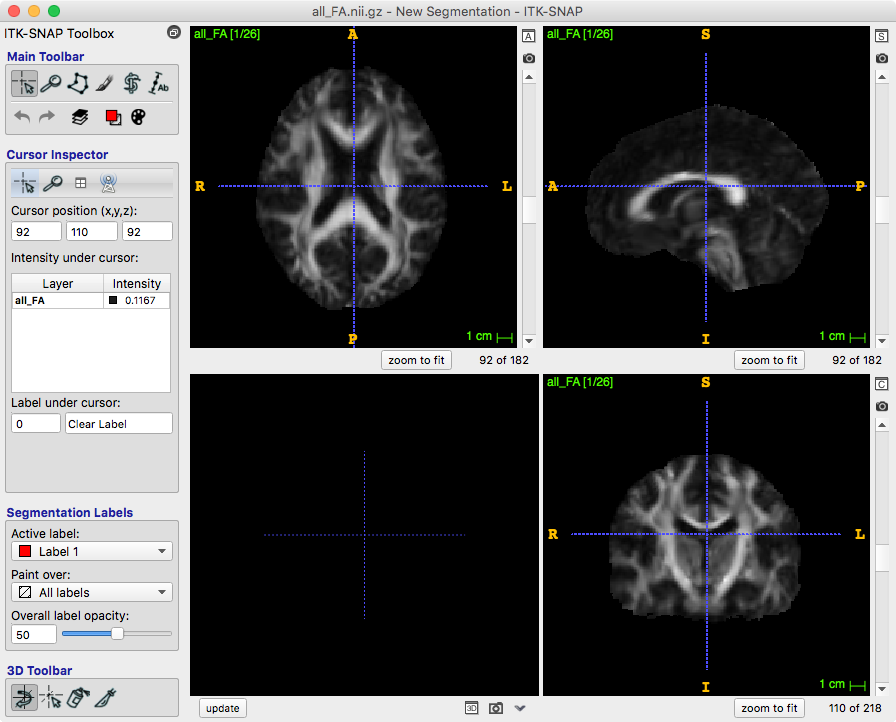 all_FA.nii.gz - New Segmentation - ITK-SNAP
ITK-SNAP Toolbox
Main Toolbar
Ab
Cursor Inspector
Cursor position (x,y,z):
92 110 92
Intensity under cursor:
Layer Intensity
all_FA 0.1167
Label under cursor:
0 Clear Label
Segmentation Labels
Active label:
Label 1
Paint over:
All labels
Overall label opacity:
50
3D Toolbar
all_FA [1/26]
A
A
R
L
P
1 cm
zoom to fit 92 of 182
all_FA [1/26]
S
S
A
P
I
1 cm
zoom to fit 92 of 182
update
3D
all_FA [1/26]
S
C
R
L
I
1 cm
zoom to fit 110 of 218